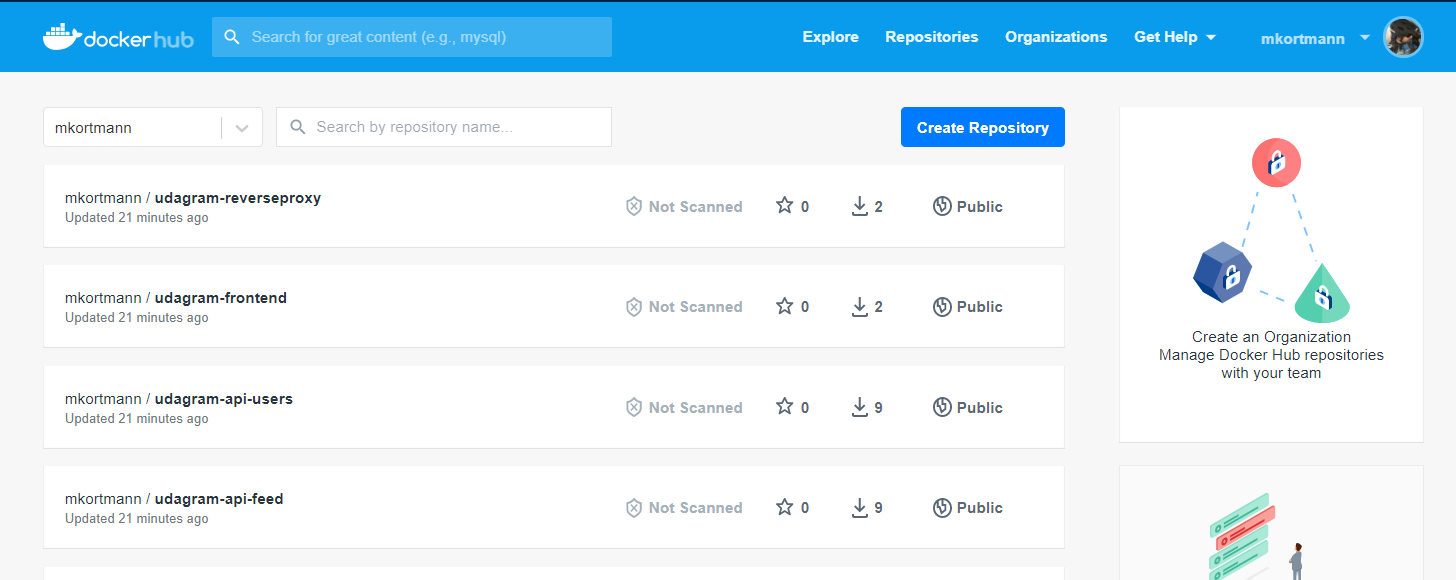 docker hub
Search for great content (e.g., mysql)
Explore
Repositories
Organizations
Get Help
mkortmann
mkortmann
Search by repository name...
Create Repository
mkortmann / udagram-reverseproxy
Updated 21 minutes ago
Not Scanned
0
2
Public
mkortmann / udagram-frontend
Updated 21 minutes ago
Not Scanned
0
2
Public
mkortmann / udagram-api-users
Updated 21 minutes ago
Not Scanned
0
9
Public
mkortmann / udagram-api-feed
Updated 21 minutes ago
Not Scanned
0
9
Public
Create an Organization
Manage Docker Hub repositories
with your team